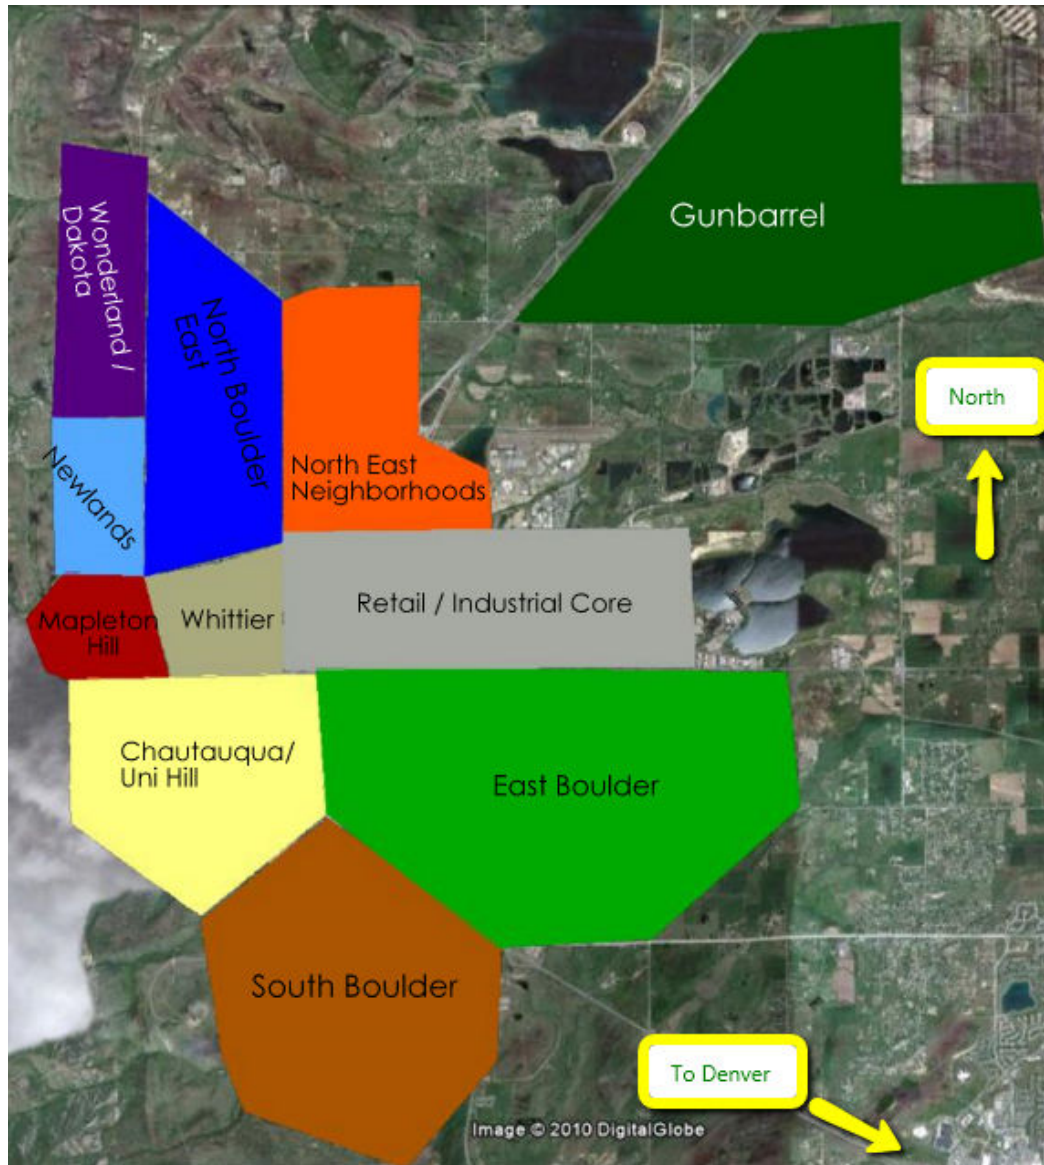 Gunbarrel
Wonderland /
Dakota
North Boulder
East
North
Newlands
North East
Neighborhoods
Mapleton
Hill
Whittier
Retail / Industrial Core
Chautauqua/
Uni Hill
East Boulder
South Boulder
To Denver
Image © 2010 DigitalGlobe